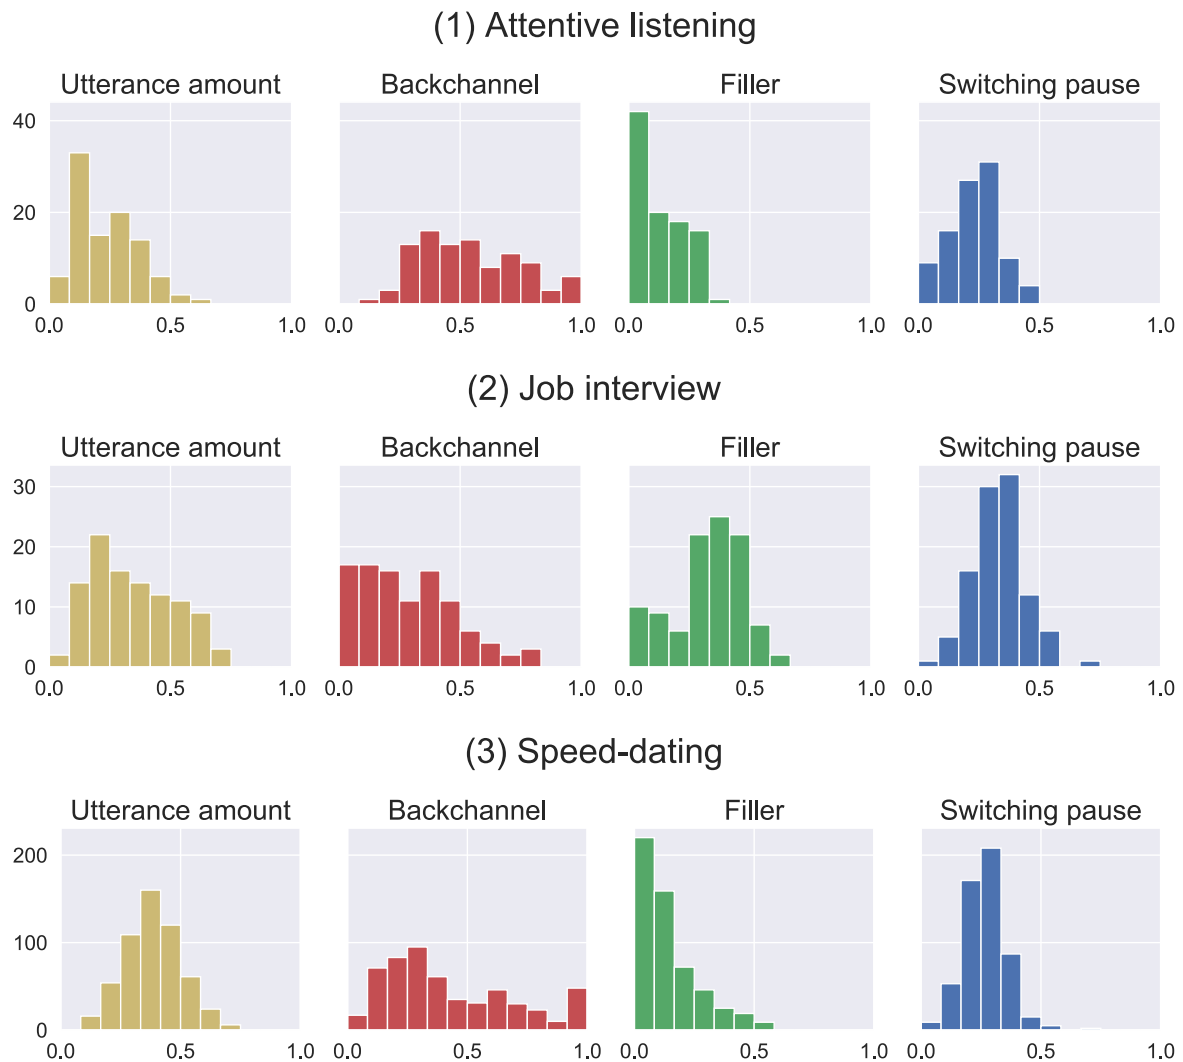 (1) Attentive listening
Utterance amount Backchannel Filler Switching pause
40
20
0
0.0 0.5 1.0 0.0 0.5 1.0 0.0 0.5 1.0 0.0 0.5 1.0
(2) Job interview
Utterance amount Backchannel Filler Switching pause
30
20
10
0
0.0 0.5 1.0 0.0 0.5 1.0 0.0 0.5 1.0 0.0 0.5 1.0
(3) Speed-dating
Utterance amount Backchannel Filler Switching pause
200
100
0
0.0 0.5 1.0 0.0 0.5 1.0 0.0 0.5 1.0 0.0 0.5 1.0